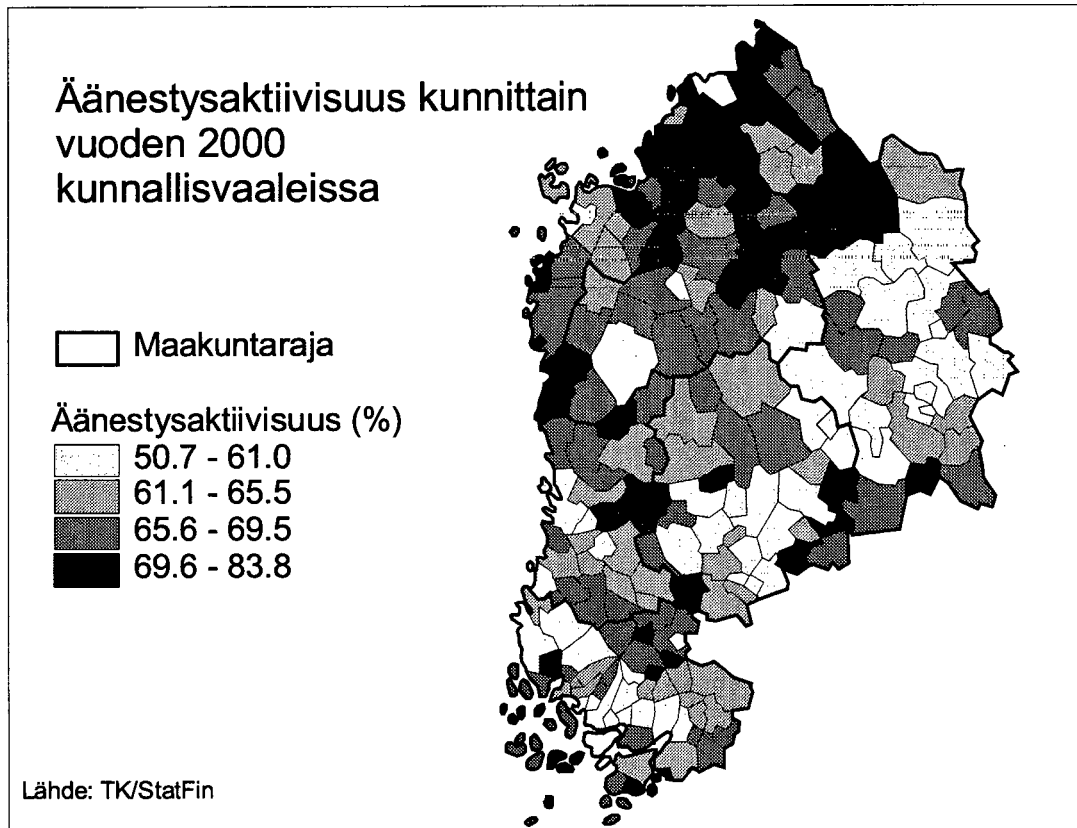 Äänestysaktiivisuus kunnittain
vuoden 2000
kunnallisvaaleissa
Maakuntaraja
Äänestysaktiivisuus (%)
50.7 - 61.0
61.1 - 65.5
65.6 - 69.5
69.6 - 83.8
Lähde: TK/StatFin